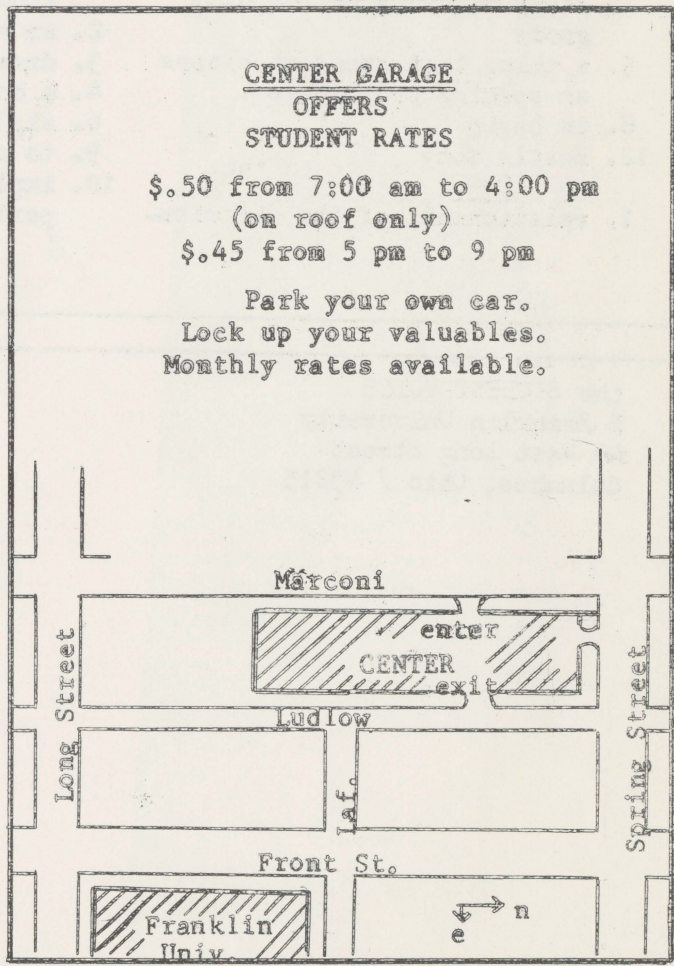 CENTER GARAGE
OFFERS
STUDENT RATES
$.50 from 7:00 am to 4:00 pm
(on roof only)
$.45 from 5 pm to 9 pm
Park your own car.
Lock up your valuables.
Monthly rates available.
Marconi
enter
CENTER
exit
Long Street
Ludlow
Spring Street
Laf.
Front St.
n
e
Franklin
Univ.